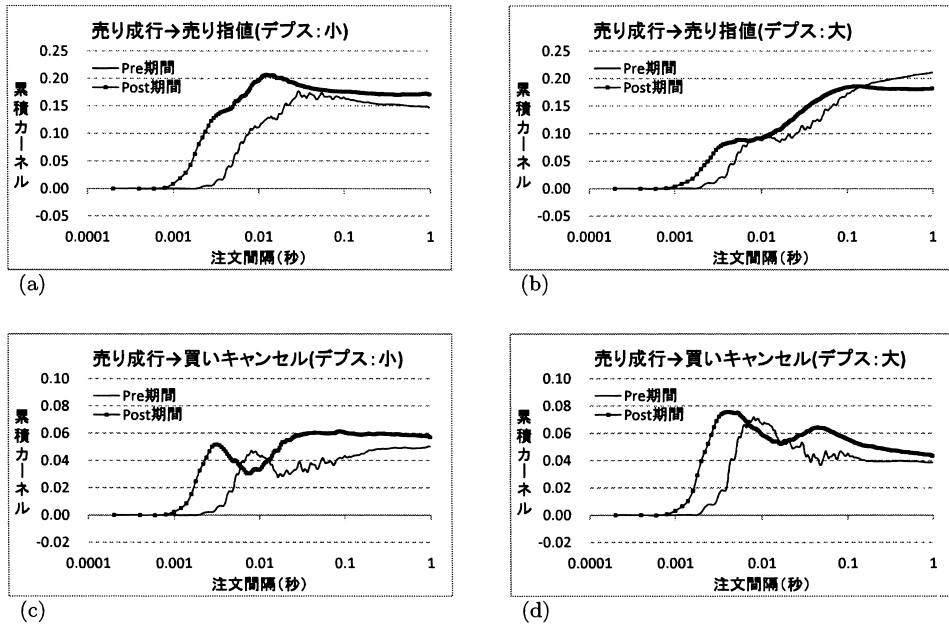 売り成行→売り指値(デプス：小)
0.25
0.20
0.15
0.10
0.05
0.00
-0.05
累積カーネル
Pre期間
Post期間
0.0001
0.001
0.01
0.1
1
注文間隔(秒)
(a)
売り成行→売り指値(デプス：大)
0.25
0.20
0.15
0.10
0.05
0.00
-0.05
累積カーネル
Pre期間
Post期間
0.0001
0.001
0.01
0.1
1
注文間隔(秒)
(b)
売り成行→買いキャンセル(デプス：小)
0.10
0.08
0.06
0.04
0.02
0.00
-0.02
累積カーネル
Pre期間
Post期間
0.0001
0.001
0.01
0.1
1
注文間隔(秒)
(c)
売り成行→買いキャンセル(デプス：大)
0.10
0.08
0.06
0.04
0.02
0.00
-0.02
累積カーネル
Pre期間
Post期間
0.0001
0.001
0.01
0.1
1
注文間隔(秒)
(d)